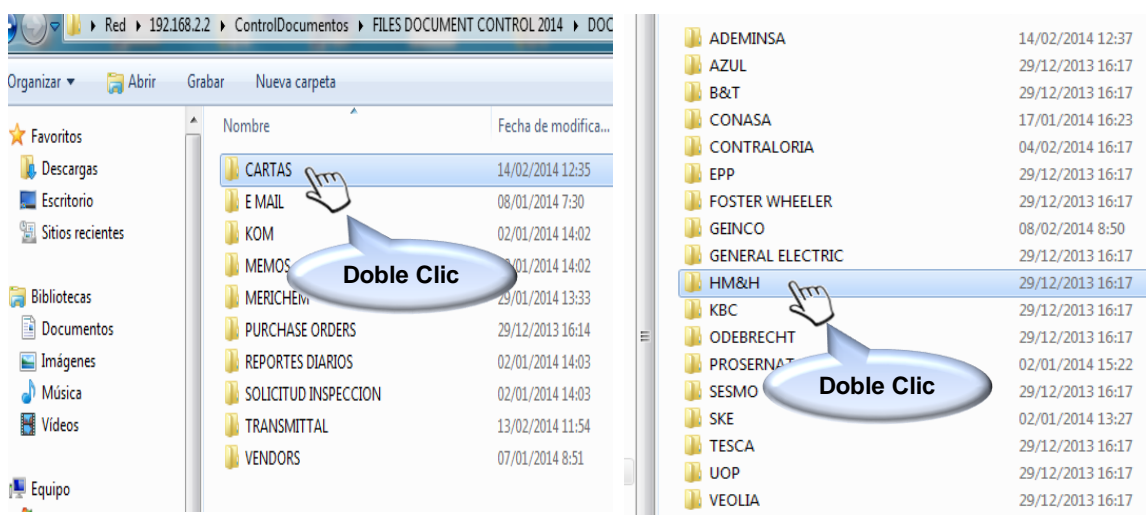 Red ▸ 192.168.2.2 ▸ ControlDocumentos ▸ FILES DOCUMENT CONTROL 2014 ▸ DOC
Organizar ▾ Abrir Grabar Nueva carpeta
Favoritos
Descargas
Escritorio
Sitios recientes
Bibliotecas
Documentos
Imágenes
Música
Vídeos
Equipo
Nombre Fecha de modifica...
CARTAS 14/02/2014 12:35
E MAIL 08/01/2014 7:30
KOM 02/01/2014 14:02
MEMOS /01/2014 14:02
MERICHEM 29/01/2014 13:33
PURCHASE ORDERS 29/12/2013 16:14
REPORTES DIARIOS 02/01/2014 14:03
SOLICITUD INSPECCION 02/01/2014 14:03
TRANSMITTAL 13/02/2014 11:54
VENDORS 07/01/2014 8:51
Doble Clic
ADEMINSA 14/02/2014 12:37
AZUL 29/12/2013 16:17
B&T 29/12/2013 16:17
CONASA 17/01/2014 16:23
CONTRALORIA 04/02/2014 16:17
EPP 29/12/2013 16:17
FOSTER WHEELER 29/12/2013 16:17
GEINCO 08/02/2014 8:50
GENERAL ELECTRIC 29/12/2013 16:17
HM&H 29/12/2013 16:17
KBC 29/12/2013 16:17
ODEBRECHT 29/12/2013 16:17
PROSERNAT 02/01/2014 15:22
SESMO 29/12/2013 16:17
SKE 02/01/2014 13:27
TESCA 29/12/2013 16:17
UOP 29/12/2013 16:17
VEOLIA 29/12/2013 16:17
Doble Clic